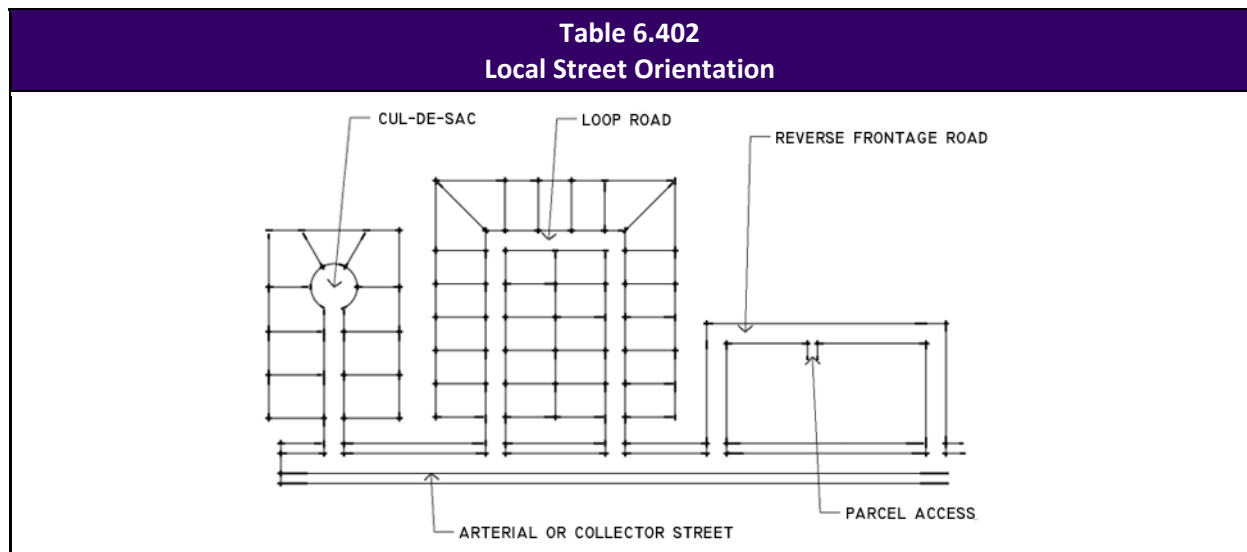 Table 6.402
Local Street Orientation
CUL-DE-SAC
LOOP ROAD
REVERSE FRONTAGE ROAD
PARCEL ACCESS
ARTERIAL OR COLLECTOR STREET